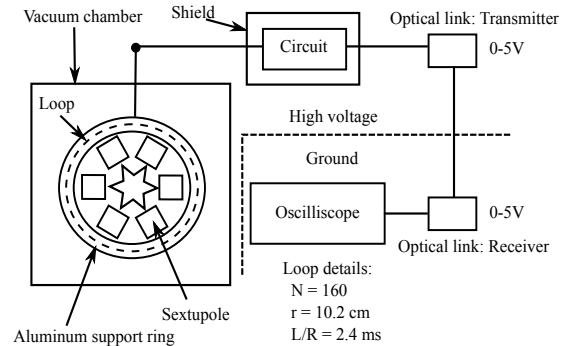 Vacuum chamber
Shield
Optical link: Transmitter
Circuit
0-5V
Loop
High voltage
Ground
Oscilliscope
0-5V
Optical link: Receiver
Loop details:
N = 160
r = 10.2 cm
L/R = 2.4 ms
Sextupole
Aluminum support ring